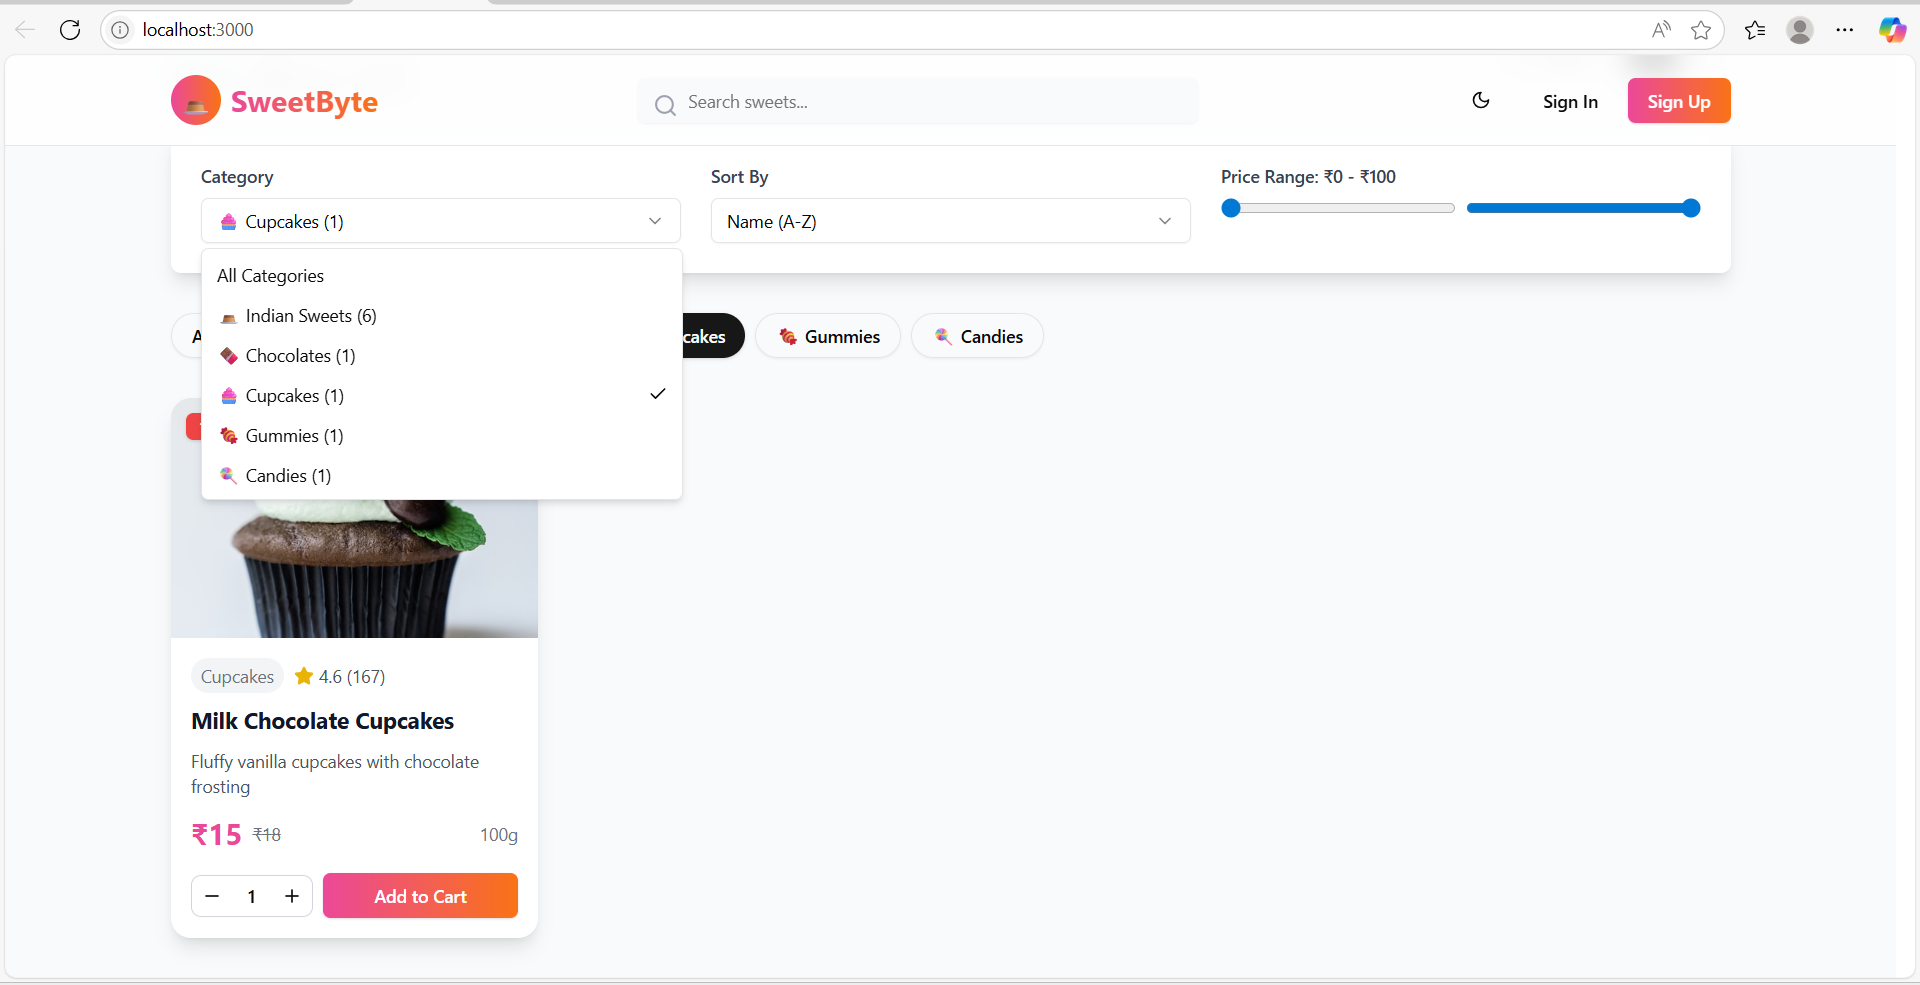 localhost:3000
SweetByte
Search sweets...
Sign In
Sign Up
Category
Sort By
Price Range: ₹0 - ₹100
Cupcakes (1)
Name (A-Z)
All Categories
Indian Sweets (6)
Chocolates (1)
Cupcakes (1)
Gummies (1)
Candies (1)
A
cakes
Gummies
Candies
Cupcakes
4.6 (167)
Milk Chocolate Cupcakes
Fluffy vanilla cupcakes with chocolate
frosting
₹15 ₹18
100g
1
Add to Cart